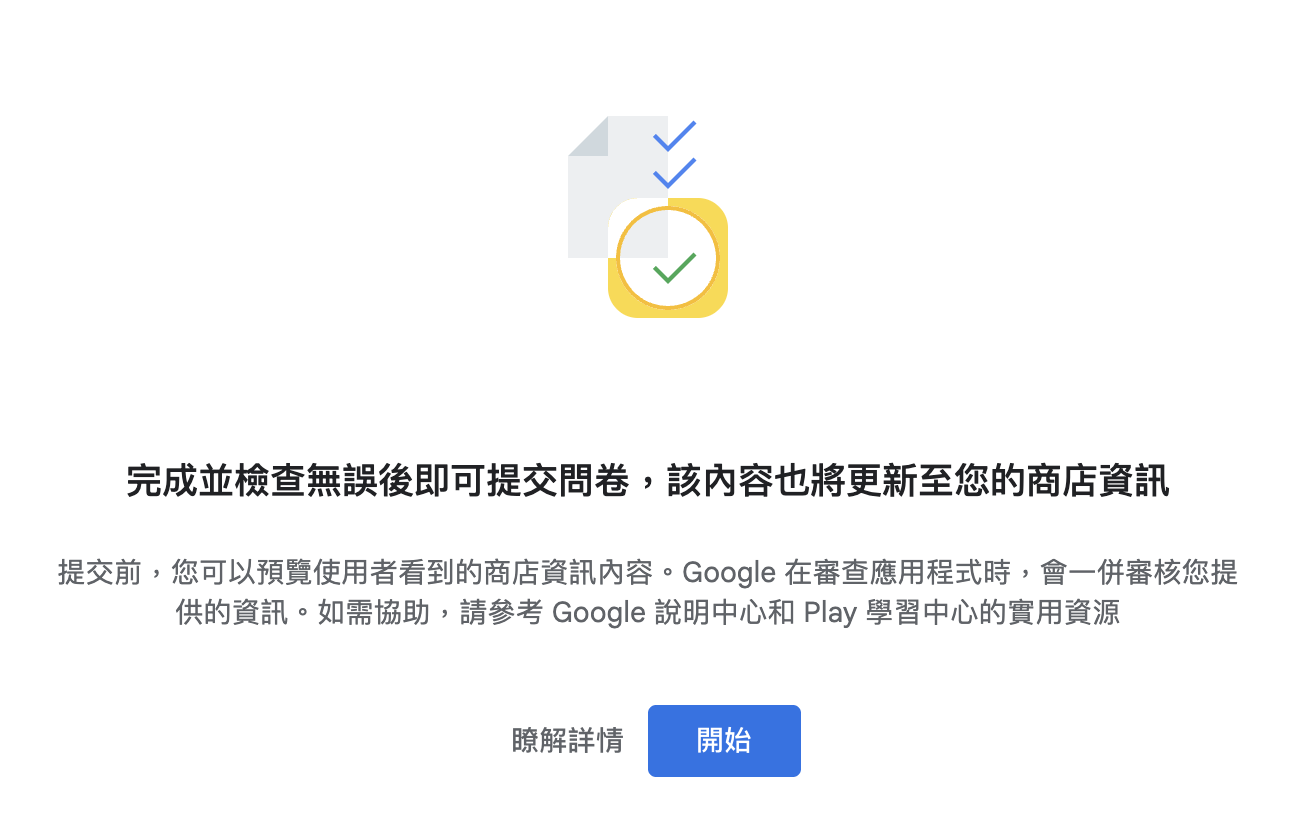 完成並檢查無誤後即可提交問卷，該內容也將更新至您的商店資訊
提交前，您可以預覽使用者看到的商店資訊內容。Google 在審查應用程式時，會一併審核您提
供的資訊。如需協助，請參考 Google 說明中心和 Play 學習中心的實用資源
瞭解詳情
開始